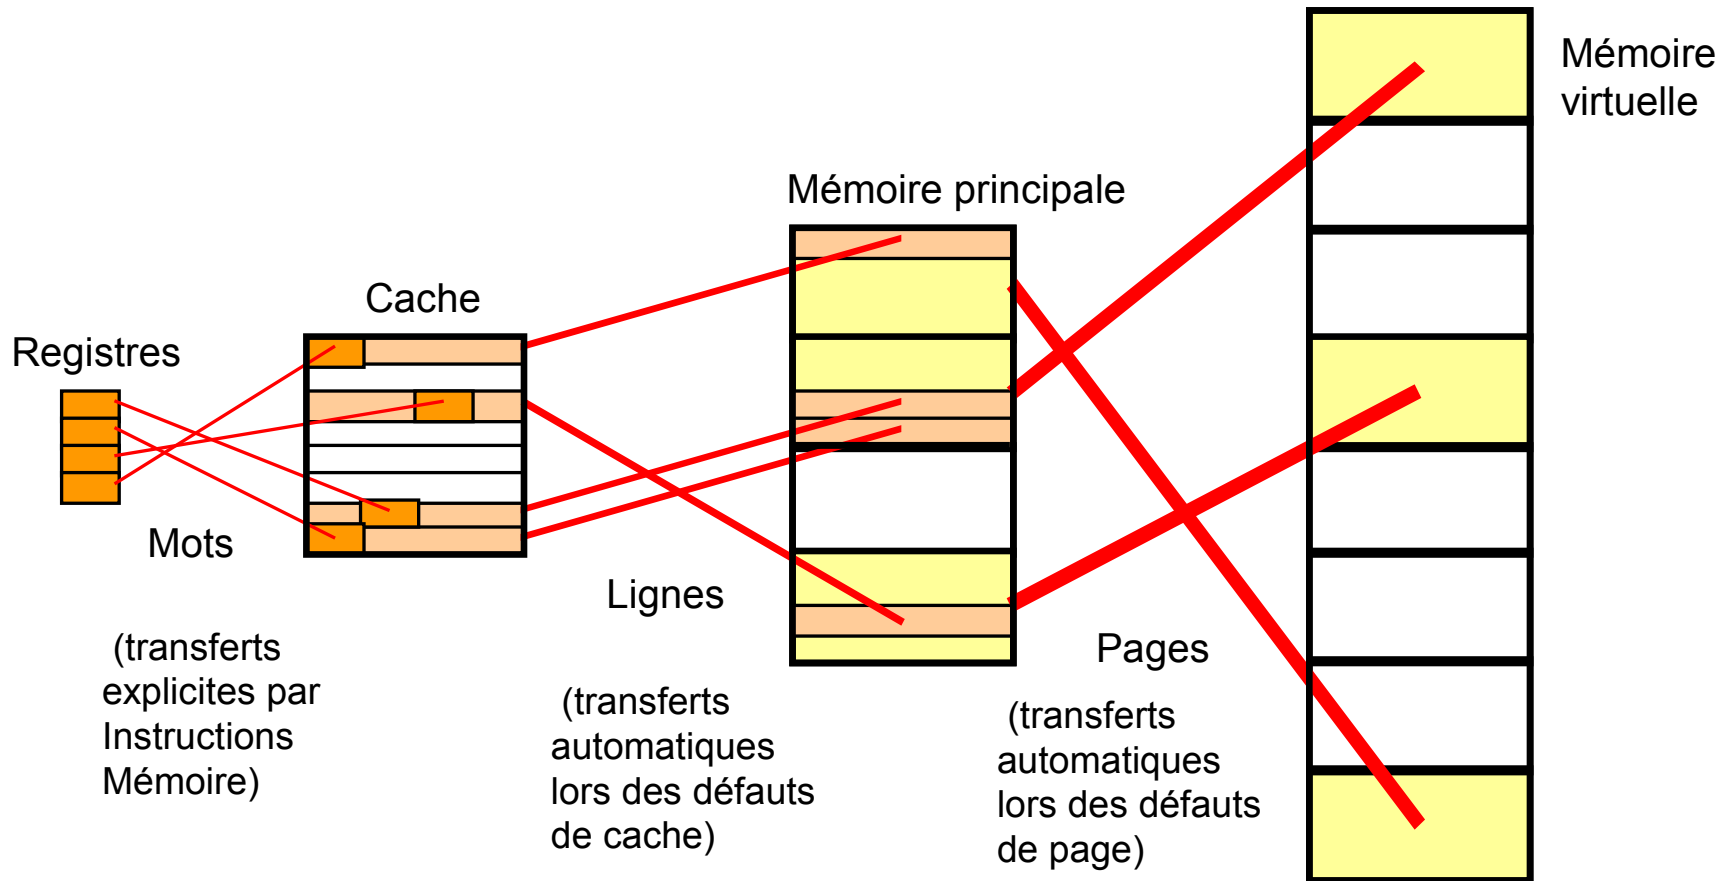 Registres
Cache
Mémoire principale
Mémoire
virtuelle
Mots
(transferts
explicites par
Instructions
Mémoire)
Lignes
(transferts
automatiques
lors des défauts
de cache)
Pages
(transferts
automatiques
lors des défauts
de page)